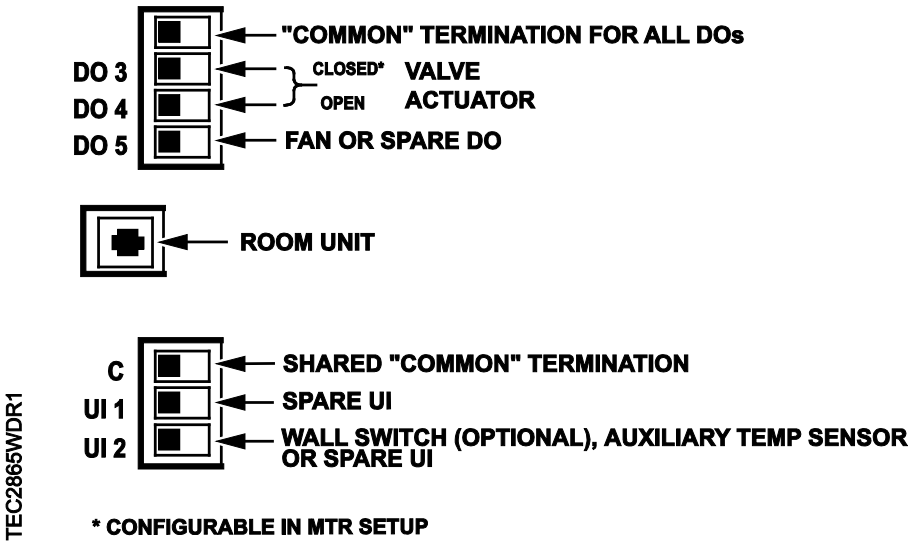 "COMMON" TERMINATION FOR ALL DOs
DO 3 CLOSED* VALVE
DO 4 OPEN ACTUATOR
DO 5 FAN OR SPARE DO
ROOM UNIT
C SHARED "COMMON" TERMINATION
UI 1 SPARE UI
UI 2 WALL SWITCH (OPTIONAL), AUXILIARY TEMP SENSOR
OR SPARE UI
TEC2865WDR1
* CONFIGURABLE IN MTR SETUP